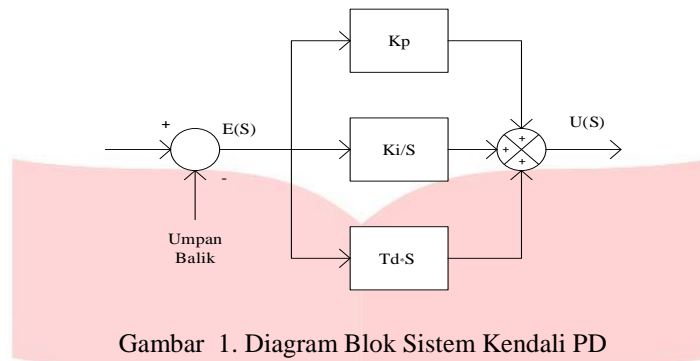 Kp
+
E(S)
U(S)
Ki/S
+
+
+
-
Umpan
Balik
Td*S
Gambar 1. Diagram Blok Sistem Kendali PD